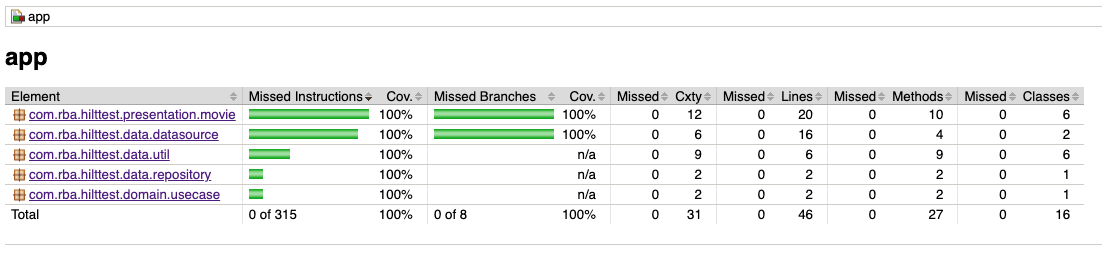 app
app
Element Missed Instructions Cov. Missed Branches Cov. Missed Cxty Missed Lines Missed Methods Missed Classes
com.rba.hilttest.presentation.movie 100% 100% 0 12 0 20 0 10 0 6
com.rba.hilttest.data.datasource 100% 100% 0 6 0 16 0 4 0 2
com.rba.hilttest.data.util 100% n/a 0 9 0 6 0 9 0 6
com.rba.hilttest.data.repository 100% n/a 0 2 0 2 0 2 0 1
com.rba.hilttest.domain.usecase 100% n/a 0 2 0 2 0 2 0 1
Total 0 of 315 100% 0 of 8 100% 0 31 0 46 0 27 0 16